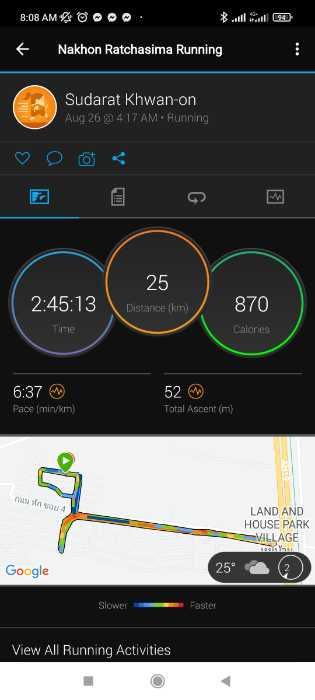 8:08 AM
94
Nakhon Ratchasima Running
Sudarat Khwan-on
Aug 26 @ 4:17 AM • Running
2:45:13
Time
25
Distance (km)
870
Calories
6:37
Pace (min/km)
52
Total Ascent (m)
ถนน หัก ซอย 4
LAND AND
HOUSE PARK
VILLAGE
Google
25°
2
Slower
Faster
View All Running Activities